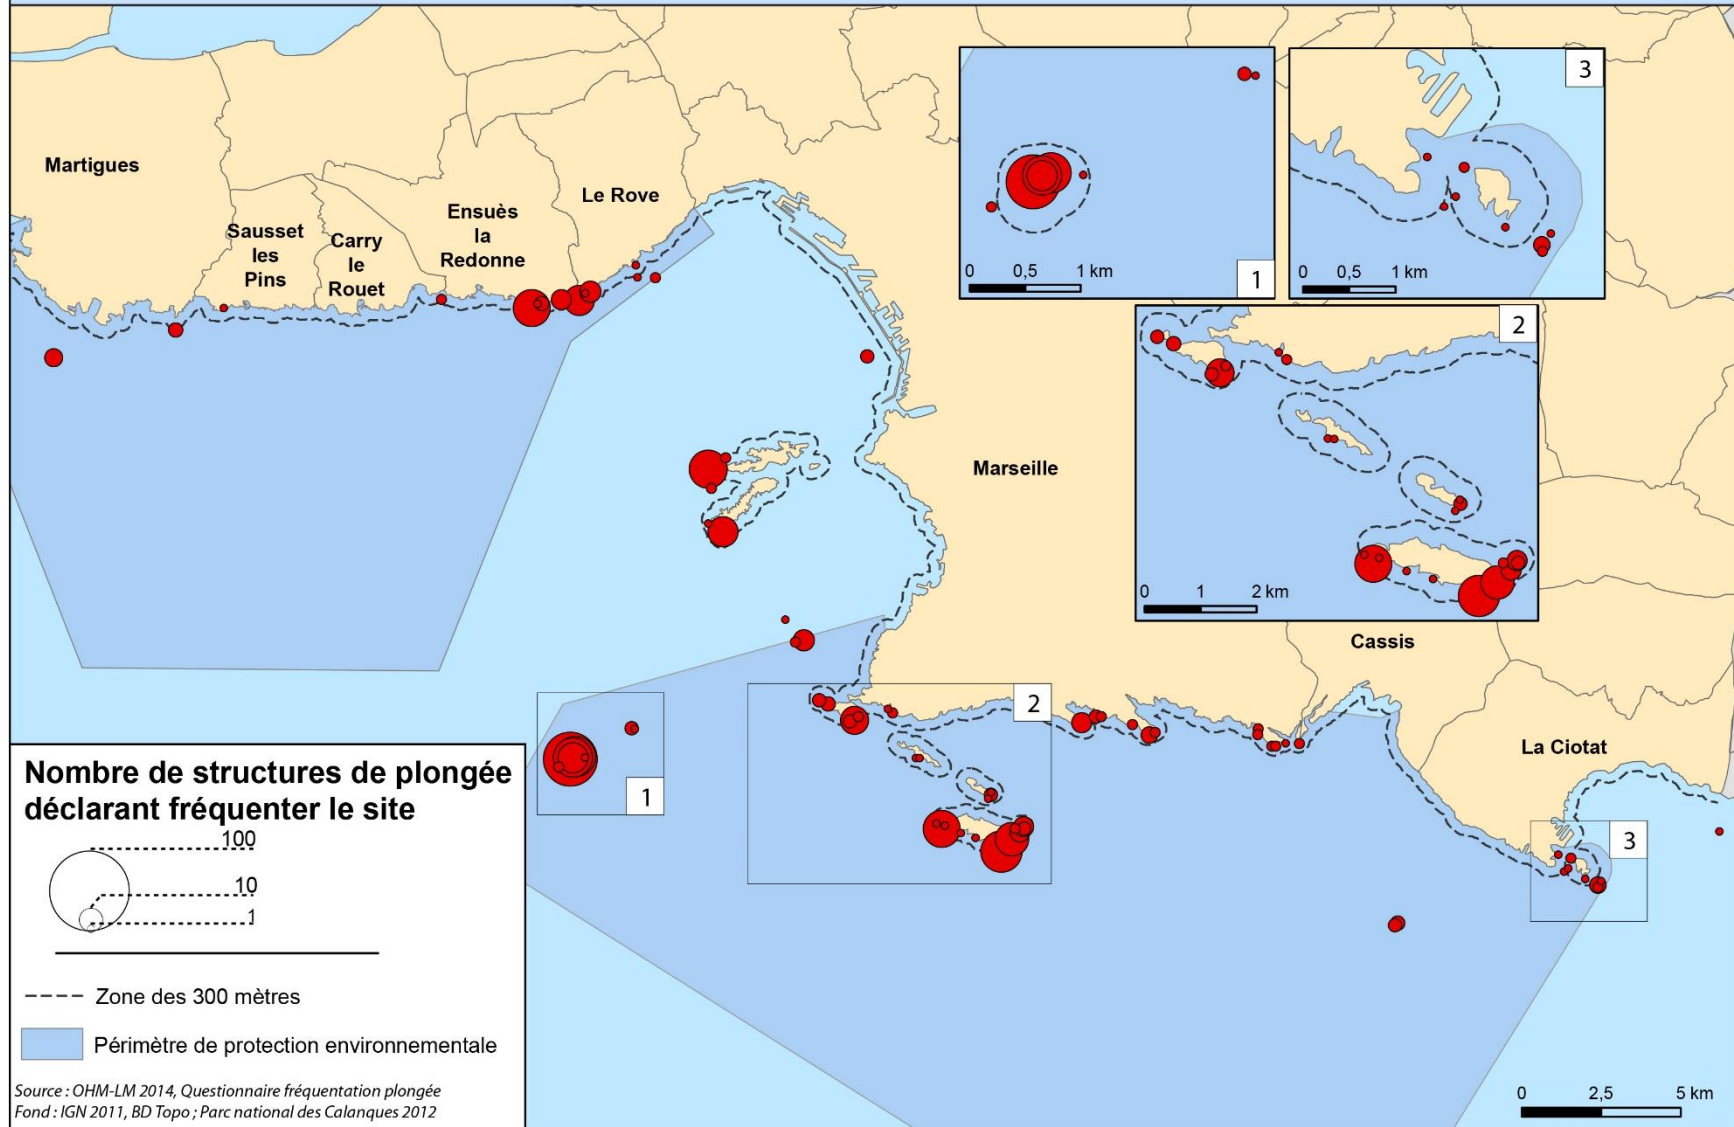 Martigues
Sausset
les
Pins
Carry
le
Rouet
Ensuès
la
Redonne
Le Rove
Marseille
Cassis
La Ciotat
0 0,5 1 km
1
3
0 0,5 1 km
2
0 1 2 km
1
2
3
Nombre de structures de plongée
déclarant fréquenter le site
100
10
1
Zone des 300 mètres
Périmètre de protection environnementale
Source : OHM-LM 2014, Questionnaire fréquentation plongée
Fond : IGN 2011, BD Topo ; Parc national des Calanques 2012
0 2,5 5 km